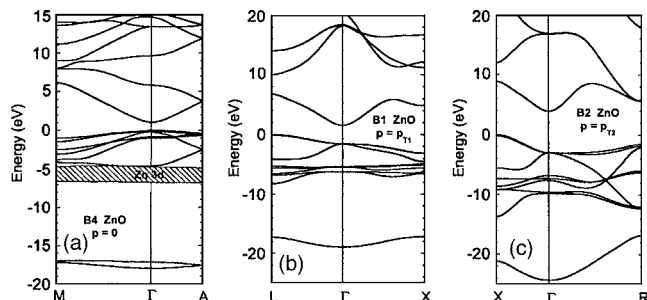 15
10
5
0
-5
-10
-15
-20
Energy (eV)
Zn 3d
B4 ZnO
p = 0
(a)
M
Γ
A
20
10
0
-10
-20
Energy (eV)
B1 ZnO
p = pT1
(b)
L
Γ
X
20
10
0
-10
-20
Energy (eV)
B2 ZnO
p = pT2
(c)
X
Γ
R